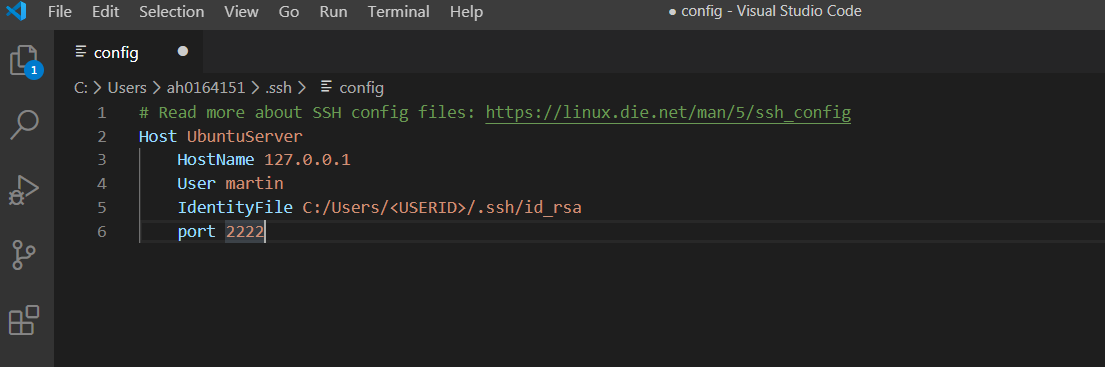 File Edit Selection View Go Run Terminal Help ● config - Visual Studio Code
config ●
C: > Users > ah0164151 > .ssh > config
1 # Read more about SSH config files: https://linux.die.net/man/5/ssh_config
2 Host UbuntuServer
3 HostName 127.0.0.1
4 User martin
5 IdentityFile C:/Users/<USERID>/.ssh/id_rsa
6 port 2222
1